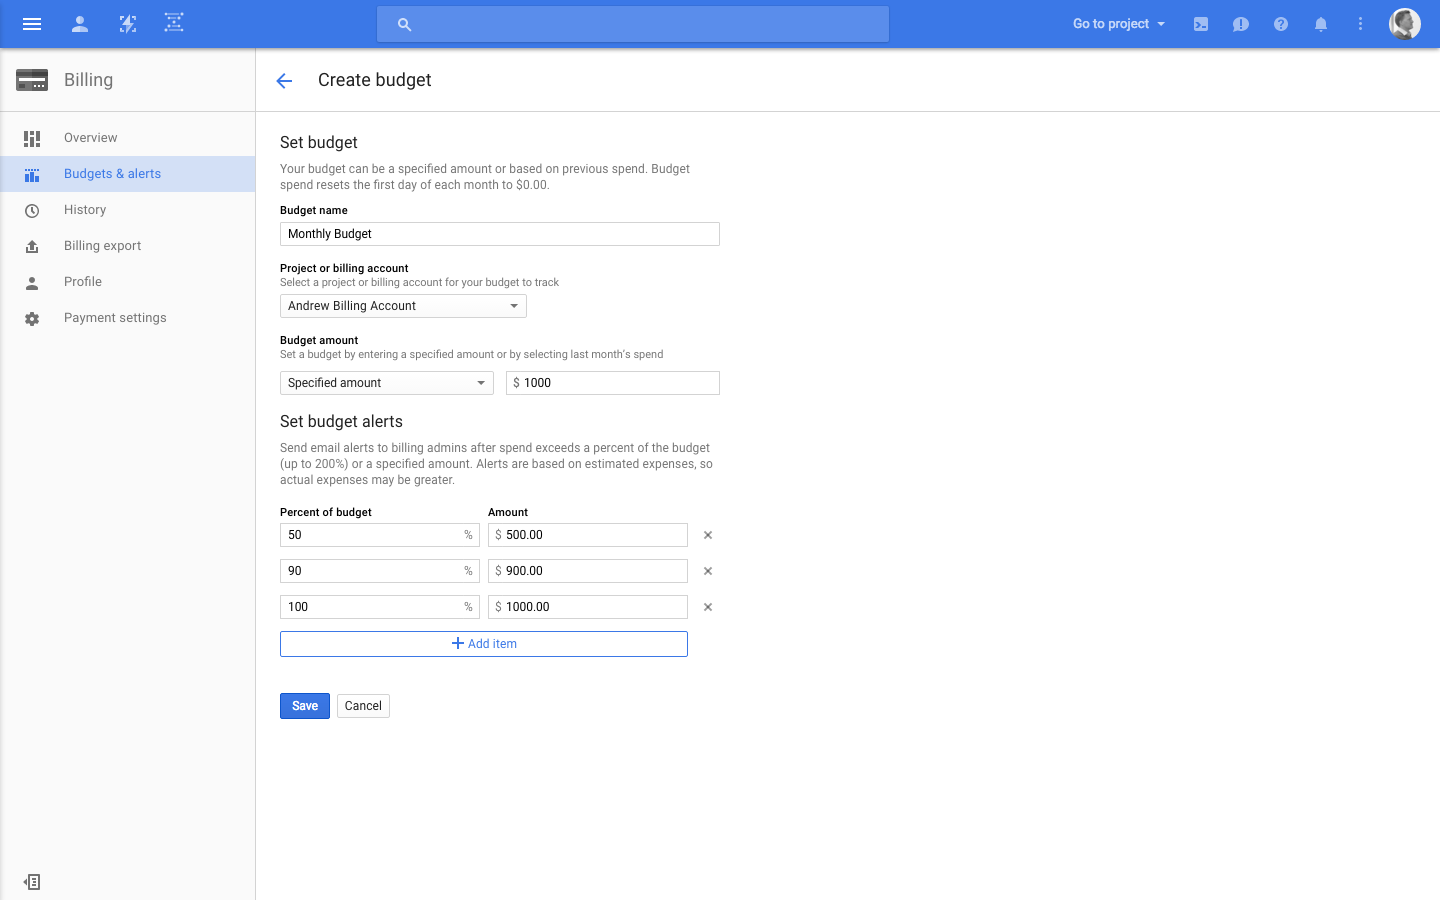 Go to project
Billing
Create budget
Overview
Budgets & alerts
History
Billing export
Profile
Payment settings
Set budget
Your budget can be a specified amount or based on previous spend. Budget
spend resets the first day of each month to $0.00.
Budget name
Monthly Budget
Project or billing account
Select a project or billing account for your budget to track
Andrew Billing Account
Budget amount
Set a budget by entering a specified amount or by selecting last month's spend
Specified amount
$ 1000
Set budget alerts
Send email alerts to billing admins after spend exceeds a percent of the budget
(up to 200%) or a specified amount. Alerts are based on estimated expenses, so
actual expenses may be greater.
Percent of budget Amount
50 % $ 500.00
90 % $ 900.00
100 % $ 1000.00
Add item
Save Cancel